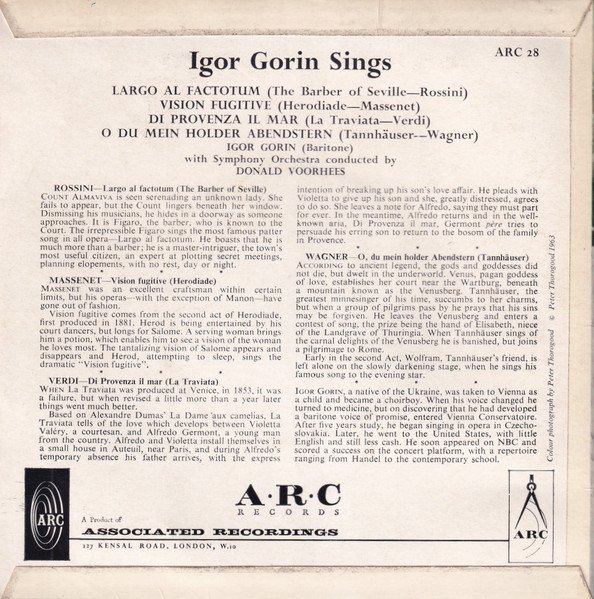 Igor Gorin Sings
ARC 28
LARGO AL FACTOTUM (The Barber of Seville—Rossini)
VISION FUGITIVE (Herodiade—Massenet)
DI PROVENZA IL MAR (La Traviata—Verdi)
O DU MEIN HOLDER ABENDSTERN (Tannhäuser—Wagner)
IGOR GORIN (Baritone)
with Symphony Orchestra conducted by
DONALD VOORHEES
ROSSINI—Largo al factotum (The Barber of Seville)
COUNT ALMAVIVA is seen serenading an unknown lady. She
fails to appear, but the Count lingers beneath her window.
Dismissing his musicians, he hides in a doorway as someone
approaches. It is Figaro, the barber, who is known to the
Count. The irrepressible Figaro sings the most famous patter
song in all opera—Largo al factotum. He boasts that he is
much more than a barber; he is a master-intriguer, the town's
most useful citizen, an expert at plotting secret meetings,
planning elopements, with no rest, day or night.
MASSENET—Vision fugitive (Herodiade)
MASSENET was an excellent craftsman within certain
limits, but his operas—with the exception of Manon—have
gone out of fashion.
Vision fugitive comes from the second act of Herodiade,
first produced in 1881. Herod is being entertained by his
court dancers, but longs for Salome. A serving woman brings
him a potion, which enables him to see a vision of the woman
he loves most. The tantalizing vision of Salome appears and
disappears and Herod, attempting to sleep, sings the
dramatic "Vision fugitive".
VERDI—Di Provenza il mar (La Traviata)
WHEN La Traviata was produced at Venice, in 1853, it was
a failure, but when revised a little more than a year later
things went much better.
Based on Alexandre Dumas' La Dame aux camelias, La
Traviata tells of the love which develops between Violetta
Valéry, a courtesan, and Alfredo Germont, a young man
from the country. Alfredo and Violetta install themselves in
a small house in Auteuil, near Paris, and during Alfredo's
temporary absence his father arrives, with the express
intention of breaking up his son's love affair. He pleads with
Violetta to give up his son and she, greatly distressed, agrees
to do so. She leaves a note for Alfredo, saying they must part
for ever. In the meantime, Alfredo returns and in the well-
known aria, Di Provenza il mar, Germont père tries to
persuade his erring son to return to the bosom of the family
in Provence.
WAGNER—O, du mein holder Abendstern (Tannhäuser)
ACCORDING to ancient legend, the gods and goddesses did
not die, but dwelt in the underworld. Venus, pagan goddess
of love, establishes her court near the Wartburg, beneath
a mountain known as the Venusberg. Tannhäuser, the
greatest minnesinger of his time, succumbs to her charms,
but when a group of pilgrims pass by he prays that his sins
may be forgiven. He leaves the Venusberg and enters a
contest of song, the prize being the hand of Elisabeth, niece
of the Landgrave of Thuringia. When Tannhäuser sings of
the carnal delights of the Venusberg he is banished, but joins
a pilgrimage to Rome.
Early in the second Act, Wolfram, Tannhäuser's friend, is
left alone on the slowly darkening stage, when he sings his
famous song to the evening star.
IGOR GORIN, a native of the Ukraine, was taken to Vienna as
a child and became a choirboy. When his voice changed he
turned to medicine, but on discovering that he had developed
a baritone voice of promise, entered Vienna Conservatoire.
After five years study, he began singing in opera in Czecho-
slovakia. Later, he went to the United States, with little
English and still less cash. He soon appeared on NBC and
scored a success on the concert platform, with a repertoire
ranging from Handel to the contemporary school.
Colour photograph by Peter Thorogood © Peter Thorogood 1963
ARC
A·R·C
RECORDS
A Product of
ASSOCIATED RECORDINGS
127 KENSAL ROAD, LONDON, W.10
ARC